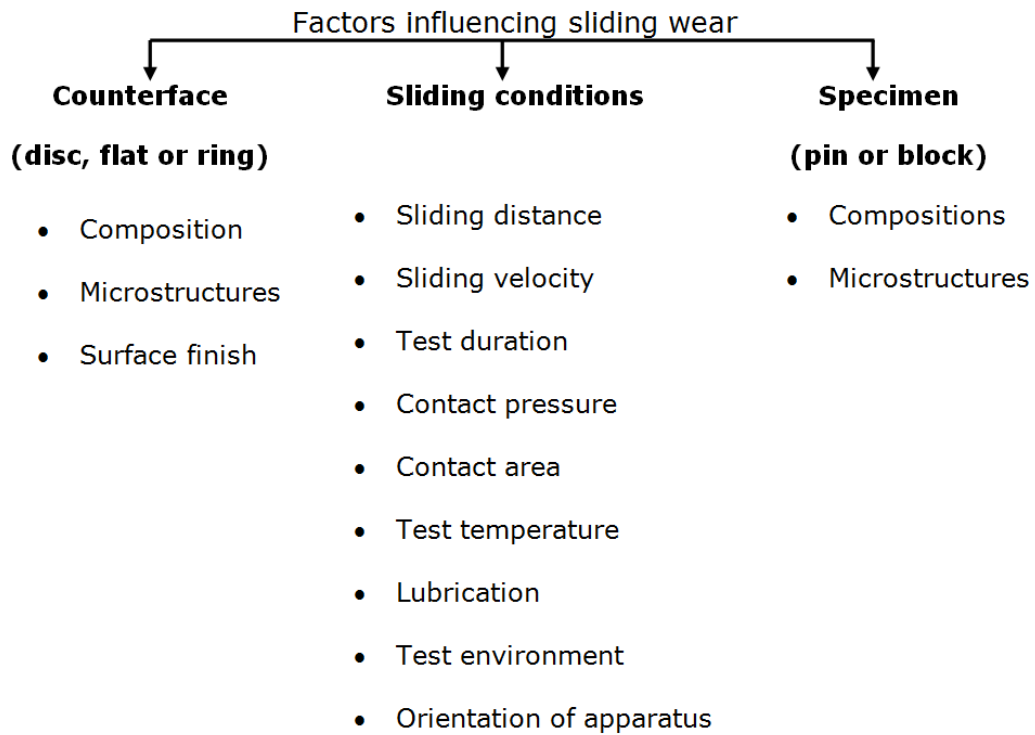 Factors influencing sliding wear
Counterface
(disc, flat or ring)
• Composition
• Microstructures
• Surface finish
Sliding conditions
• Sliding distance
• Sliding velocity
• Test duration
• Contact pressure
• Contact area
• Test temperature
• Lubrication
• Test environment
• Orientation of apparatus
Specimen
(pin or block)
• Compositions
• Microstructures